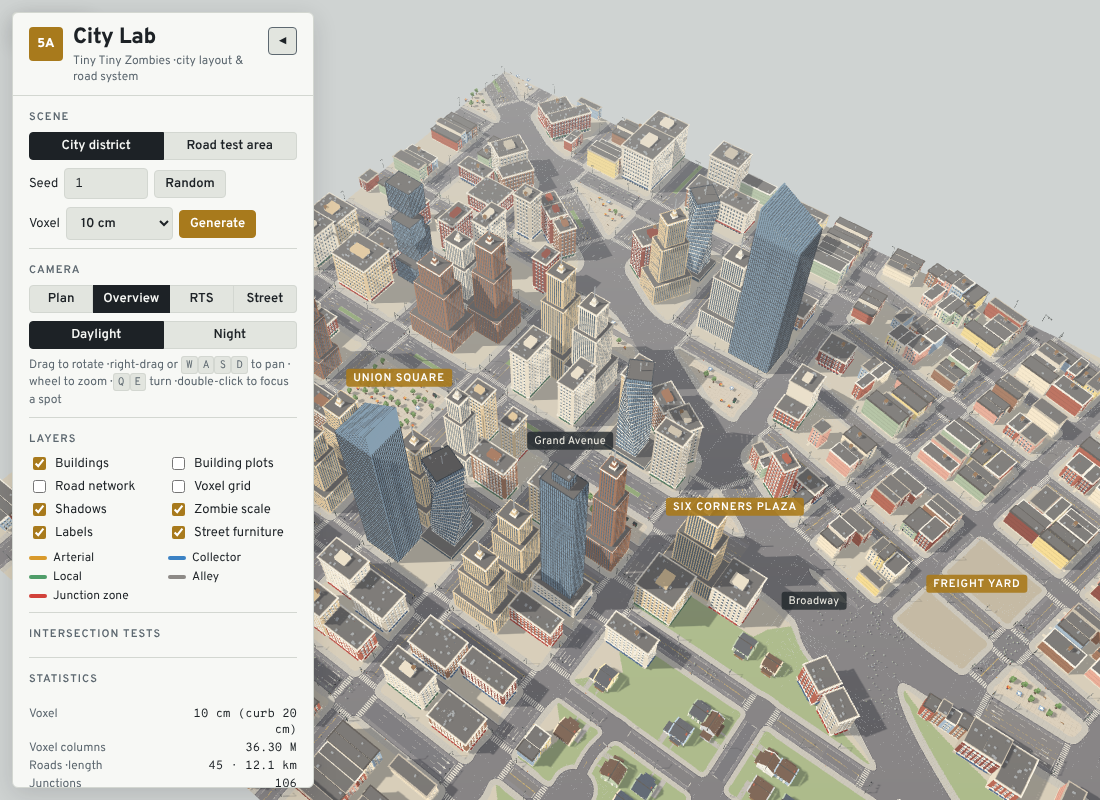 5A
City Lab
Tiny Tiny Zombies · city layout &
road system
◄
SCENE
City district
Road test area
Seed
1
Random
Voxel
10 cm
Generate
CAMERA
Plan
Overview
RTS
Street
Daylight
Night
Drag to rotate · right-drag or W A S D to pan ·
wheel to zoom · Q E turn · double-click to focus
a spot
LAYERS
Buildings
Building plots
Road network
Voxel grid
Shadows
Zombie scale
Labels
Street furniture
Arterial
Collector
Local
Alley
Junction zone
INTERSECTION TESTS
STATISTICS
Voxel
10 cm (curb 20
cm)
Voxel columns
36.30 M
Roads · length
45 · 12.1 km
Junctions
106
UNION SQUARE
Grand Avenue
SIX CORNERS PLAZA
FREIGHT YARD
Broadway